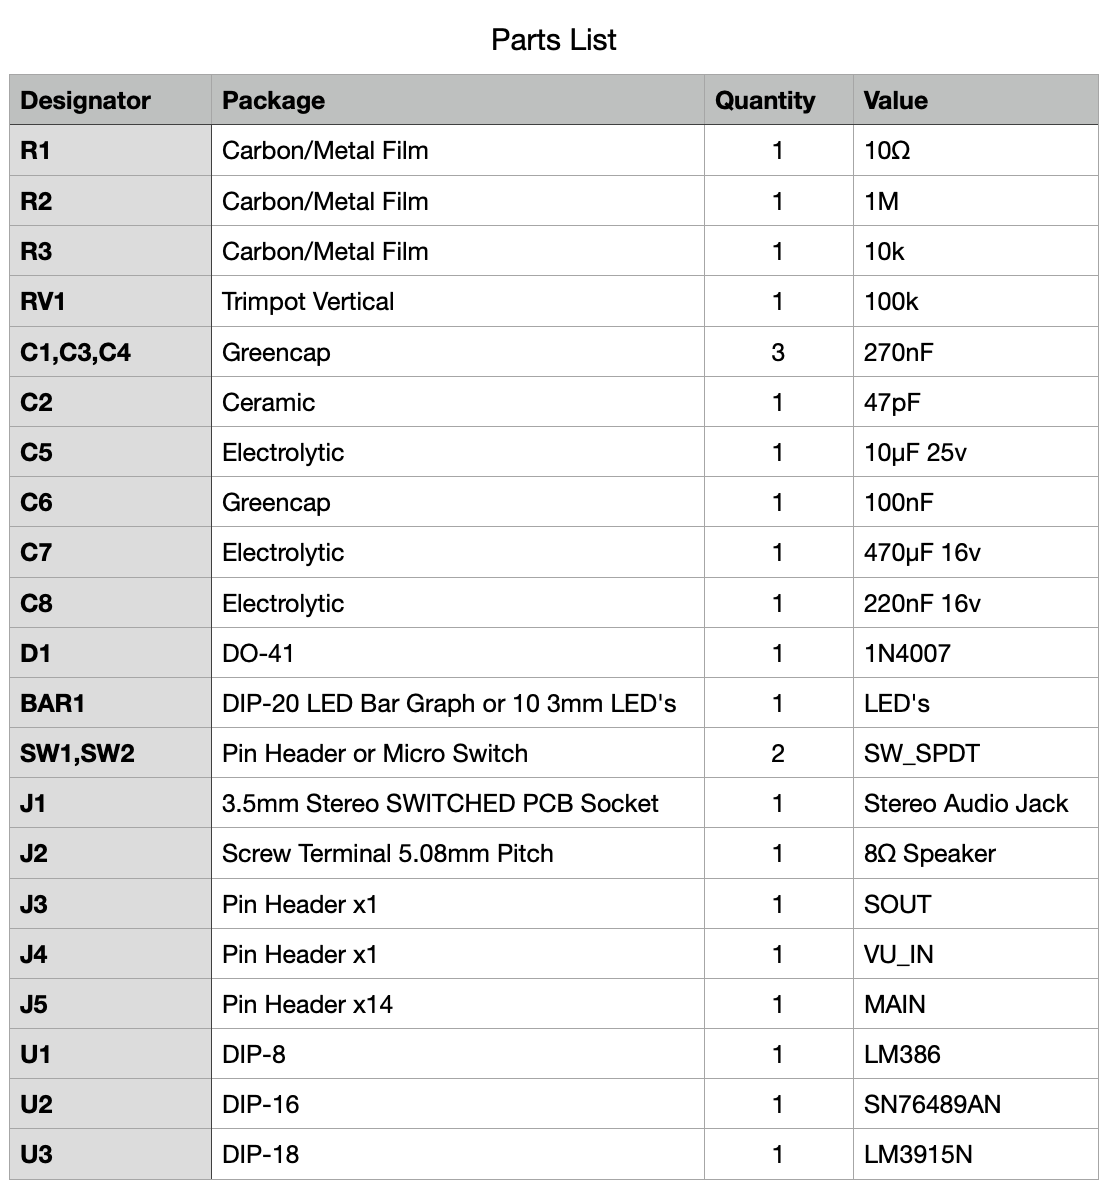 Parts List
Designator Package Quantity Value
R1 Carbon/Metal Film 1 10Ω
R2 Carbon/Metal Film 1 1M
R3 Carbon/Metal Film 1 10k
RV1 Trimpot Vertical 1 100k
C1,C3,C4 Greencap 3 270nF
C2 Ceramic 1 47pF
C5 Electrolytic 1 10µF 25v
C6 Greencap 1 100nF
C7 Electrolytic 1 470µF 16v
C8 Electrolytic 1 220nF 16v
D1 DO-41 1 1N4007
BAR1 DIP-20 LED Bar Graph or 10 3mm LED's 1 LED's
SW1,SW2 Pin Header or Micro Switch 2 SW_SPDT
J1 3.5mm Stereo SWITCHED PCB Socket 1 Stereo Audio Jack
J2 Screw Terminal 5.08mm Pitch 1 8Ω Speaker
J3 Pin Header x1 1 SOUT
J4 Pin Header x1 1 VU_IN
J5 Pin Header x14 1 MAIN
U1 DIP-8 1 LM386
U2 DIP-16 1 SN76489AN
U3 DIP-18 1 LM3915N